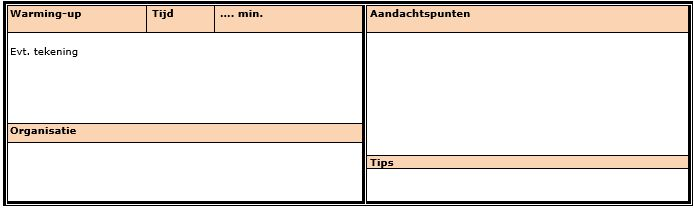 Warming-up Tijd .... min.
Evt. tekening
Organisatie
Aandachtspunten
Tips